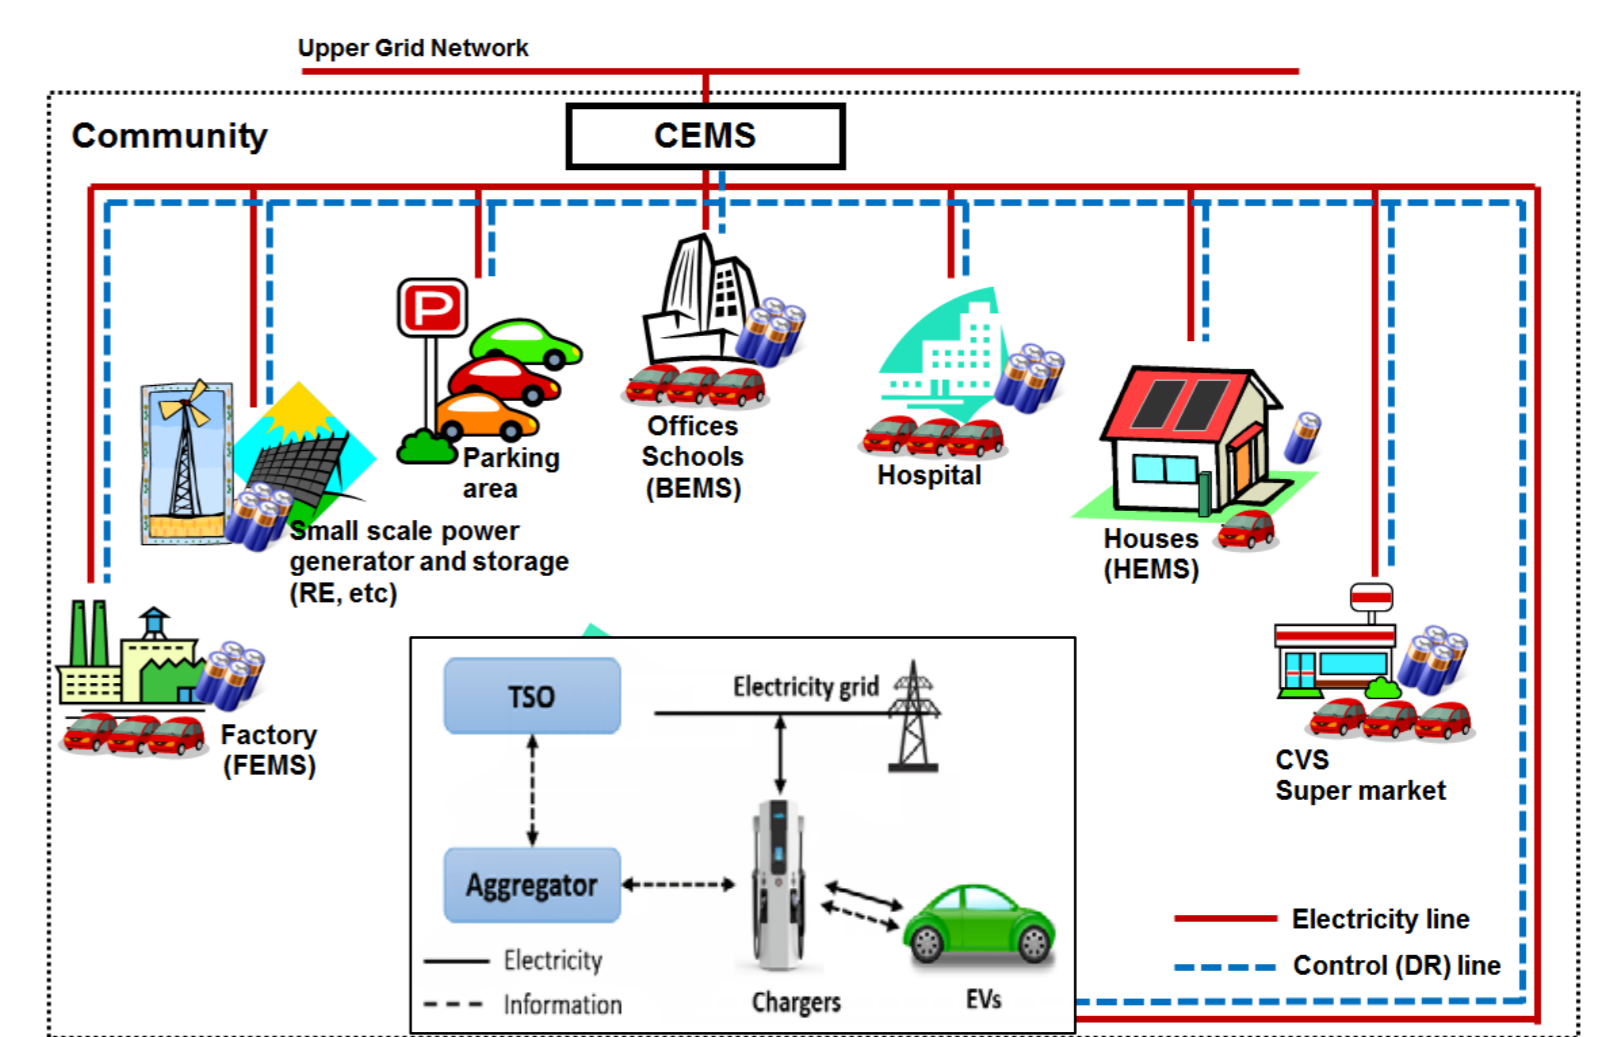 Upper Grid Network
Community
CEMS
P
Parking
area
Offices
Schools
(BEMS)
Hospital
Small scale power
generator and storage
(RE, etc)
Houses
(HEMS)
Factory
(FEMS)
CVS
Super market
TSO
Electricity grid
Aggregator
Electricity
Information
Chargers
EVs
Electricity line
Control (DR) line